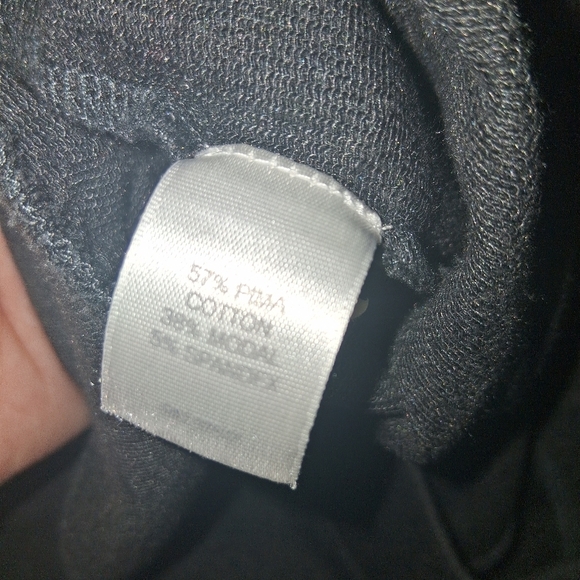 57% PIMA
COTTON
38% MODAL
5% SPANDEX